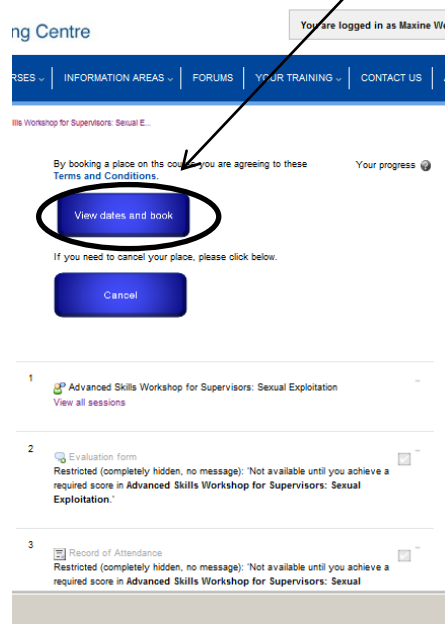 ng Centre
You are logged in as Maxine We
RSES
INFORMATION AREAS
FORUMS
YOUR TRAINING
CONTACT US
ills Workshop for Supervisors: Sexual E...
By booking a place on ths course you are agreeing to these
Terms and Conditions.
Your progress
View dates and book
If you need to cancel your place, please click below.
Cancel
1
Advanced Skills Workshop for Supervisors: Sexual Exploitation
View all sessions
2
Evaluation form
Restricted (completely hidden, no message): 'Not available until you achieve a
required score in Advanced Skills Workshop for Supervisors: Sexual
Exploitation.'
3
Record of Attendance
Restricted (completely hidden, no message): 'Not available until you achieve a
required score in Advanced Skills Workshop for Supervisors: Sexual